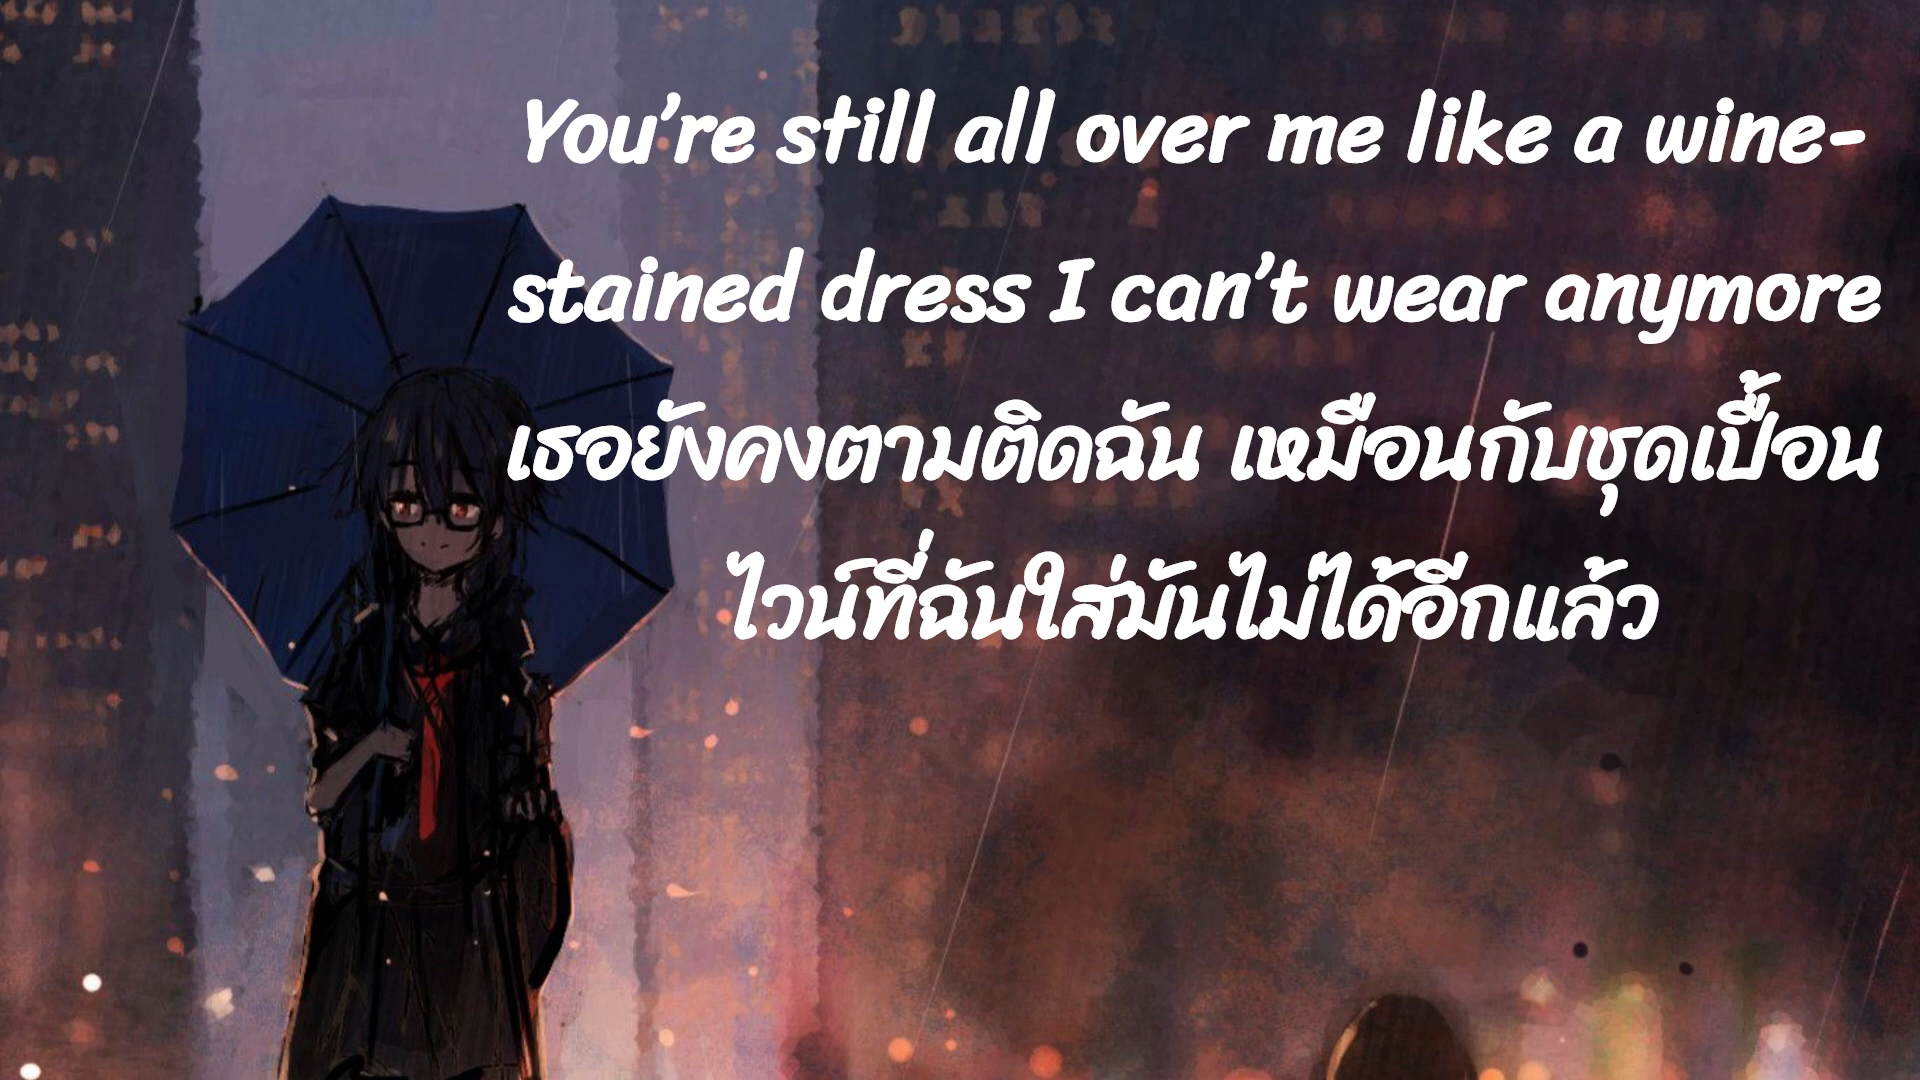 You're still all over me like a wine-
stained dress I can't wear anymore
เธอยังคงตามติดฉัน เหมือนกับชุดเปื้อน
ไวน์ที่ฉันใส่มันไม่ได้อีกแล้ว